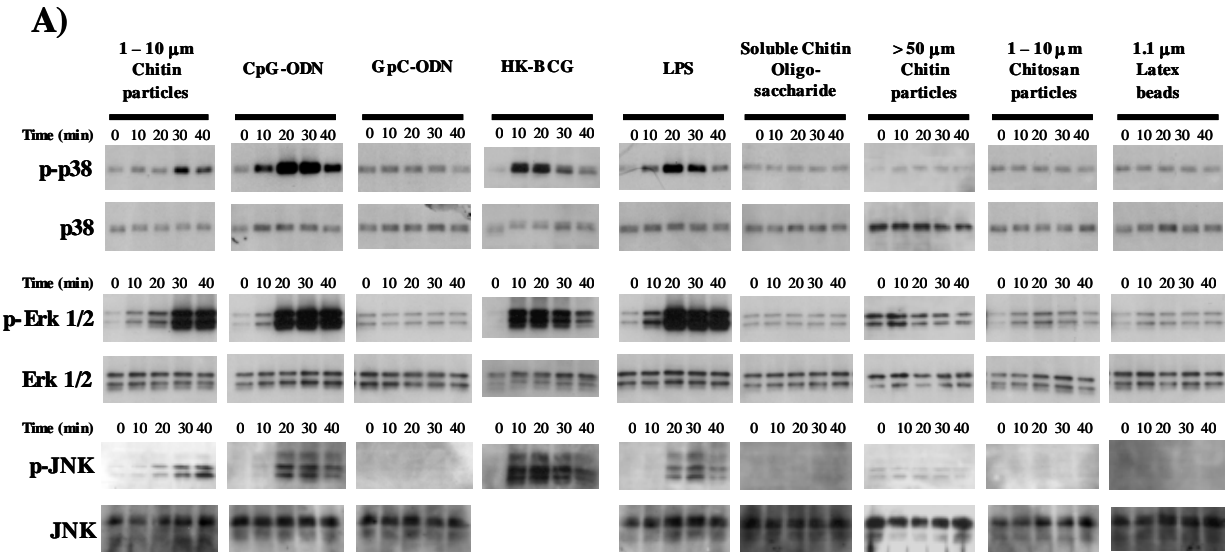 A)
1 – 10 μm Chitin particles
CpG-ODN
GpC-ODN
HK-BCG
LPS
Soluble Chitin Oligo-saccharide
> 50 μm Chitin particles
1 – 10 μm Chitosan particles
1.1 μm Latex beads
Time (min) 0 10 20 30 40 0 10 20 30 40 0 10 20 30 40 0 10 20 30 40 0 10 20 30 40 0 10 20 30 40 0 10 20 30 40 0 10 20 30 40 0 10 20 30 40
p-p38
p38
Time (min) 0 10 20 30 40 0 10 20 30 40 0 10 20 30 40 0 10 20 30 40 0 10 20 30 40 0 10 20 30 40 0 10 20 30 40 0 10 20 30 40 0 10 20 30 40
p-Erk 1/2
Erk 1/2
Time (min) 0 10 20 30 40 0 10 20 30 40 0 10 20 30 40 0 10 20 30 40 0 10 20 30 40 0 10 20 30 40 0 10 20 30 40 0 10 20 30 40 0 10 20 30 40
p-JNK
JNK